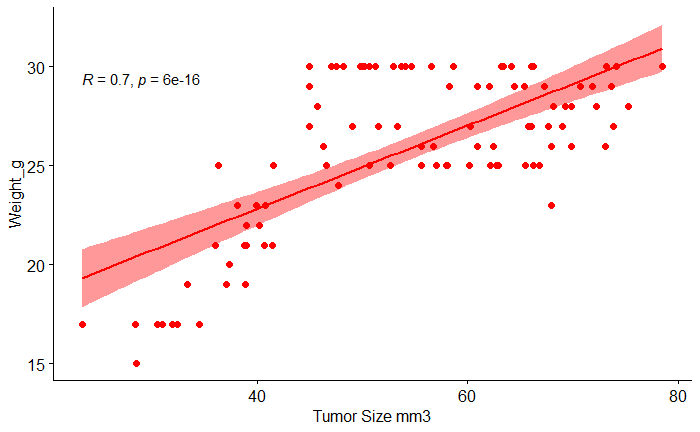 R = 0.7, p = 6e-16
30
25
20
15
Weight_g
40 60 80
Tumor Size mm3